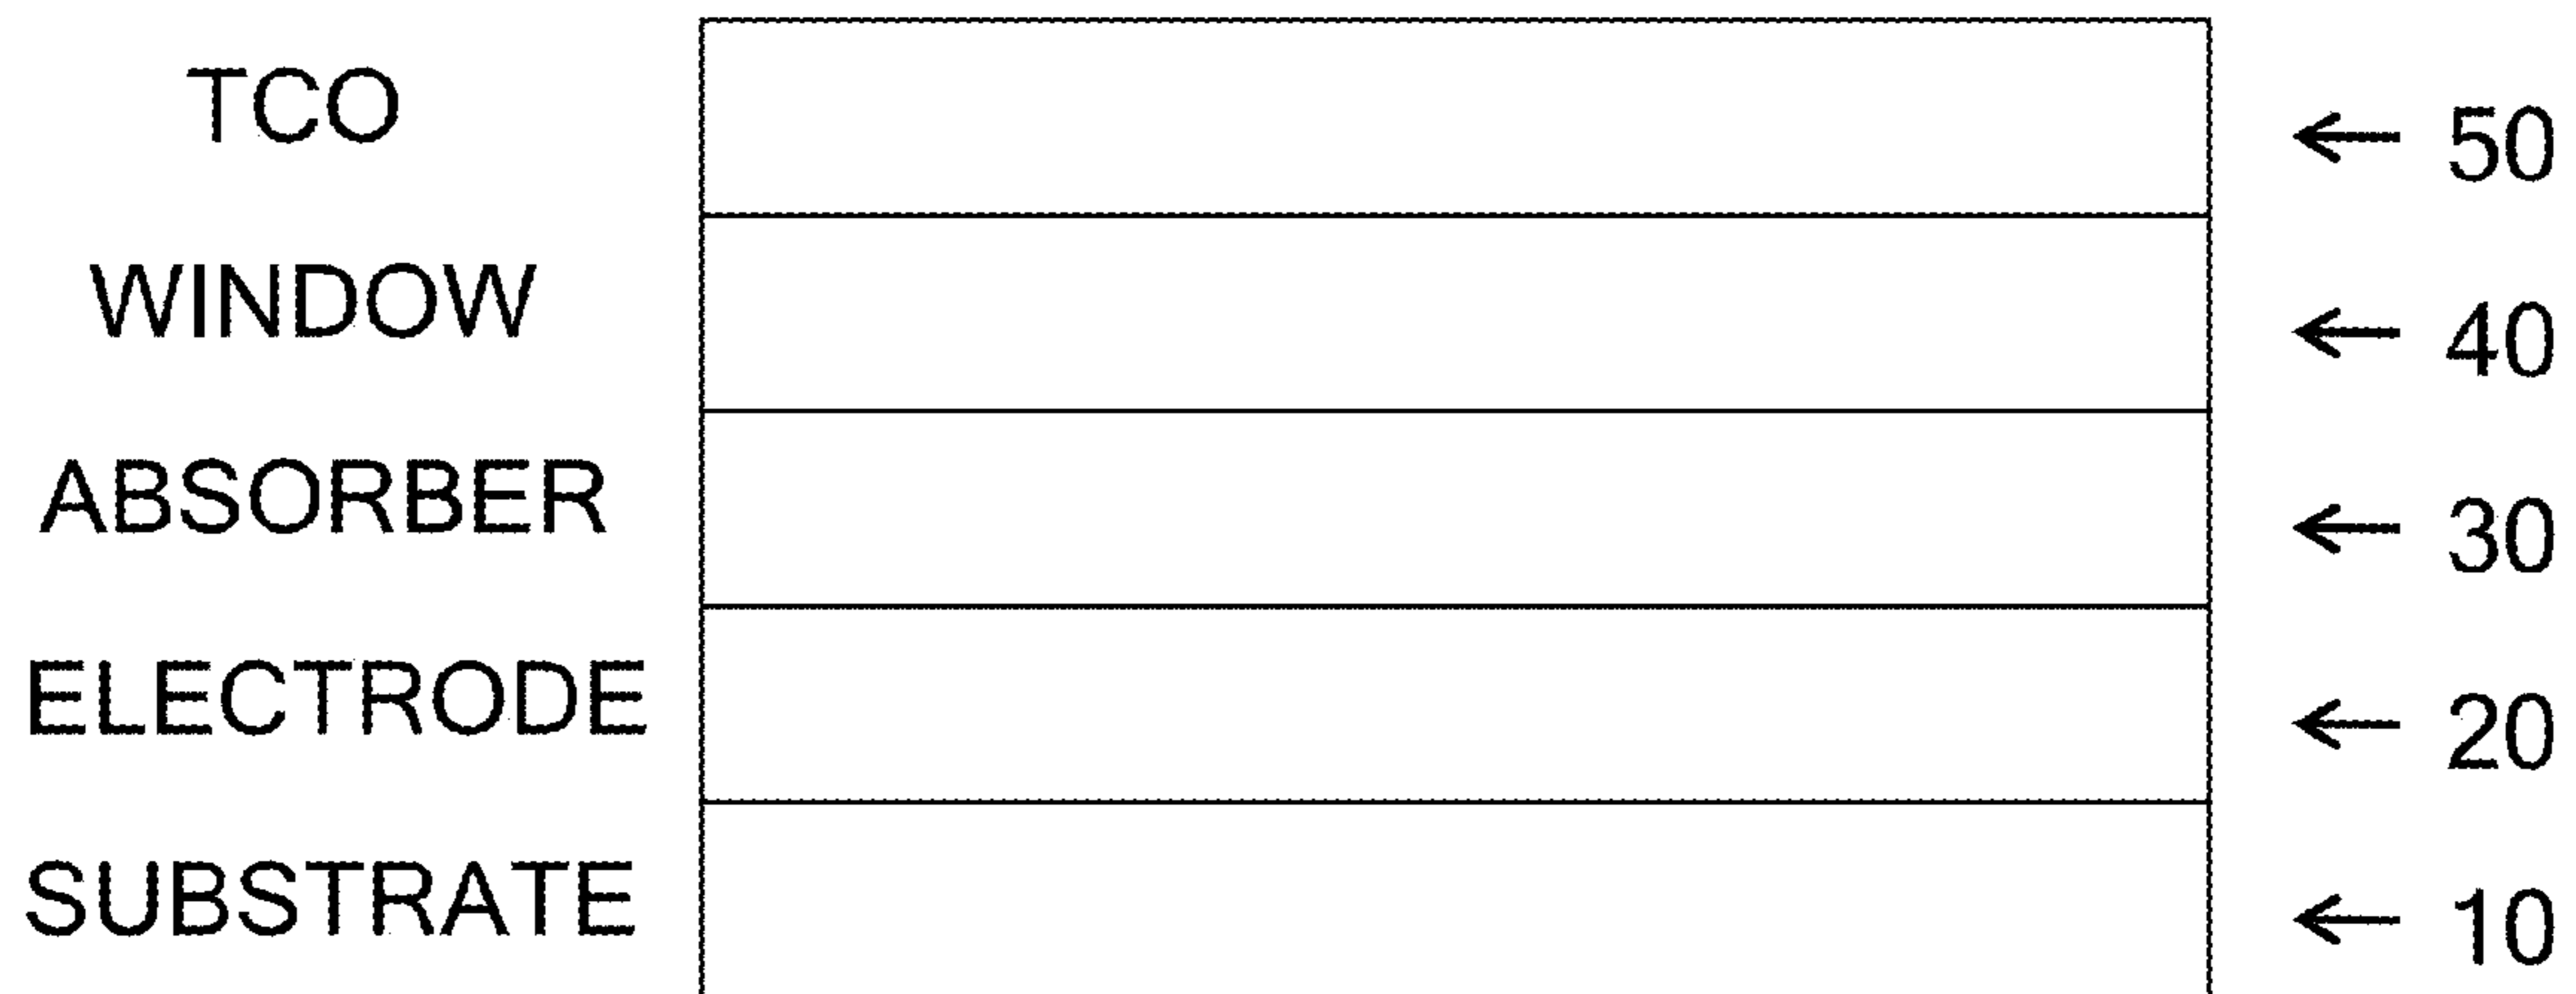 TCO ← 50
WINDOW ← 40
ABSORBER ← 30
ELECTRODE ← 20
SUBSTRATE ← 10